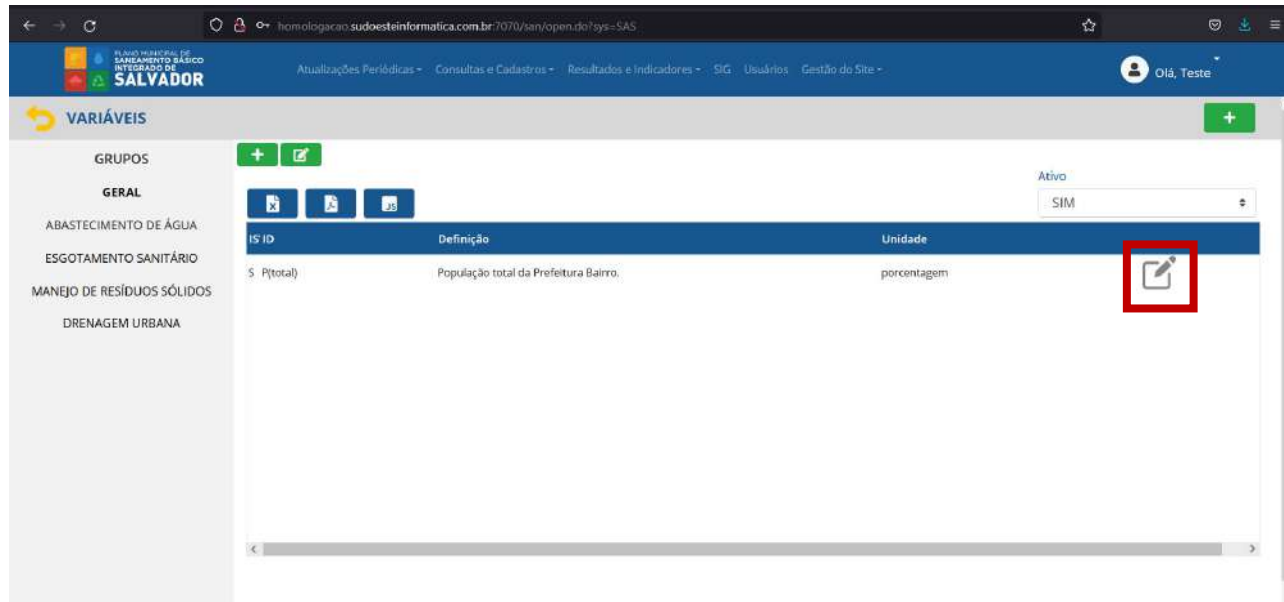 homologacao.sudoesteinformatica.com.br:7070/san/open.do?sys=SAS
PLANO MUNICIPAL DE
SANEAMENTO BÁSICO
INTEGRADO DE
SALVADOR
Atualizações Periódicas Consultas e Cadastros Resultados e Indicadores SIG Usuários Gestão do Site
Olá, Teste
VARIÁVEIS
+
GRUPOS
GERAL
ABASTECIMENTO DE ÁGUA
ESGOTAMENTO SANITÁRIO
MANEJO DE RESÍDUOS SÓLIDOS
DRENAGEM URBANA
+
Ativo
SIM
X JS
IS ID Definição Unidade
S P(total) População total da Prefeitura Bairro. porcentagem